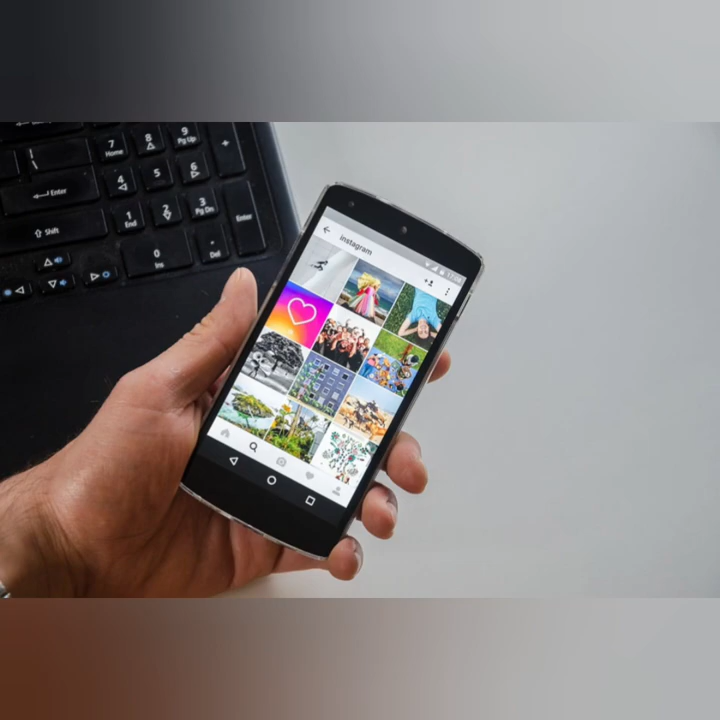 7
Home
8
9
Pg Up
+
\
Enter
4
5
6
Shift
1
End
2
3
Pg Dn
Enter
0
Ins
.
Del
instagram